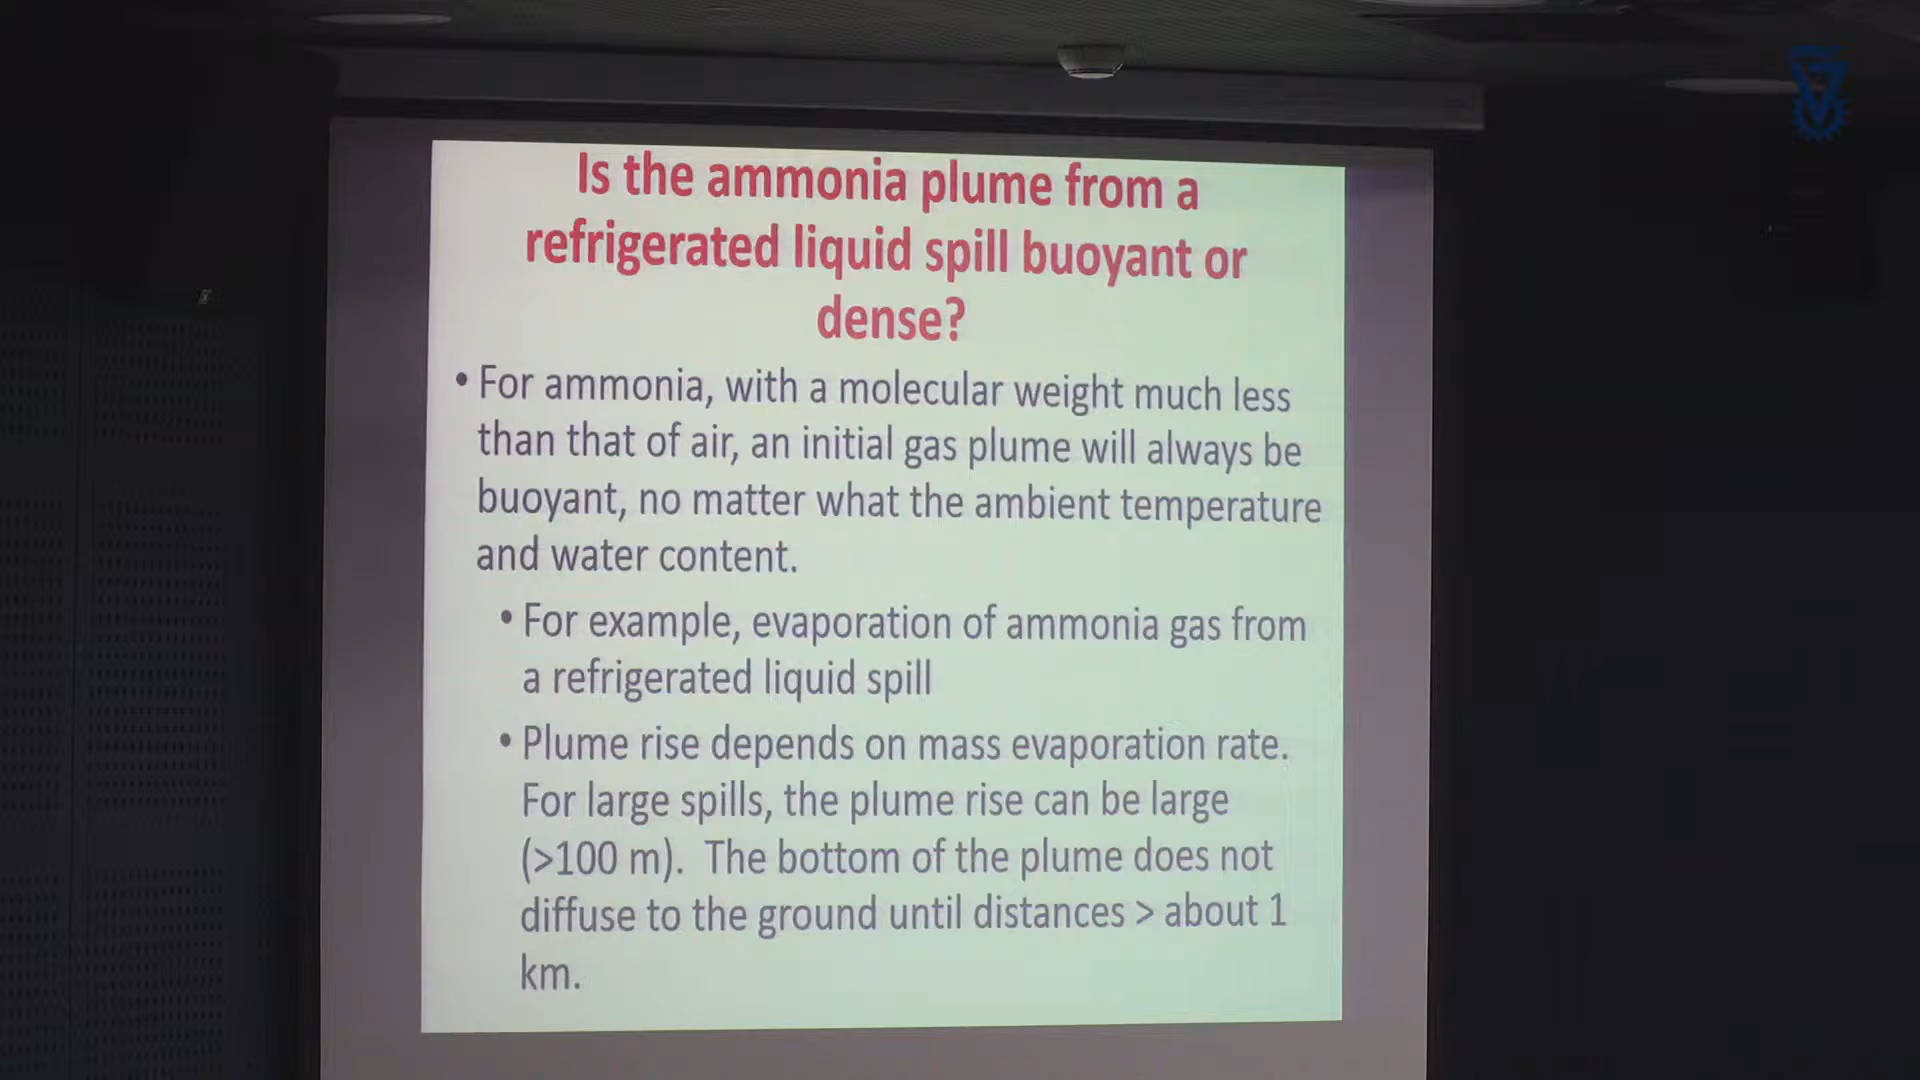 Is the ammonia plume from a
refrigerated liquid spill buoyant or
dense?
• For ammonia, with a molecular weight much less
than that of air, an initial gas plume will always be
buoyant, no matter what the ambient temperature
and water content.
• For example, evaporation of ammonia gas from
a refrigerated liquid spill
• Plume rise depends on mass evaporation rate.
For large spills, the plume rise can be large
(>100 m).  The bottom of the plume does not
diffuse to the ground until distances > about 1
km.